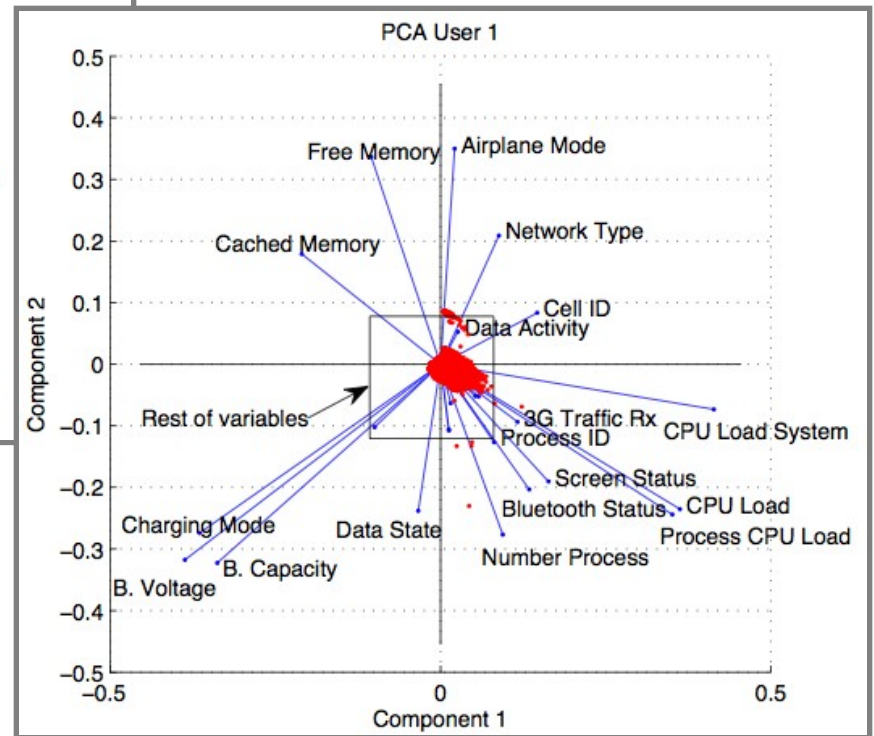 PCA User 1
0.5
0.4
Free Memory
Airplane Mode
0.3
Cached Memory
Network Type
0.2
0.1
Cell ID
Data Activity
0
Component 2
Rest of variables
3G Traffic Rx
−0.1
Process ID
CPU Load System
Screen Status
−0.2
Bluetooth Status
CPU Load
Charging Mode
Data State
Process CPU Load
−0.3
Number Process
B. Capacity
B. Voltage
−0.4
−0.5
−0.5
0
0.5
Component 1